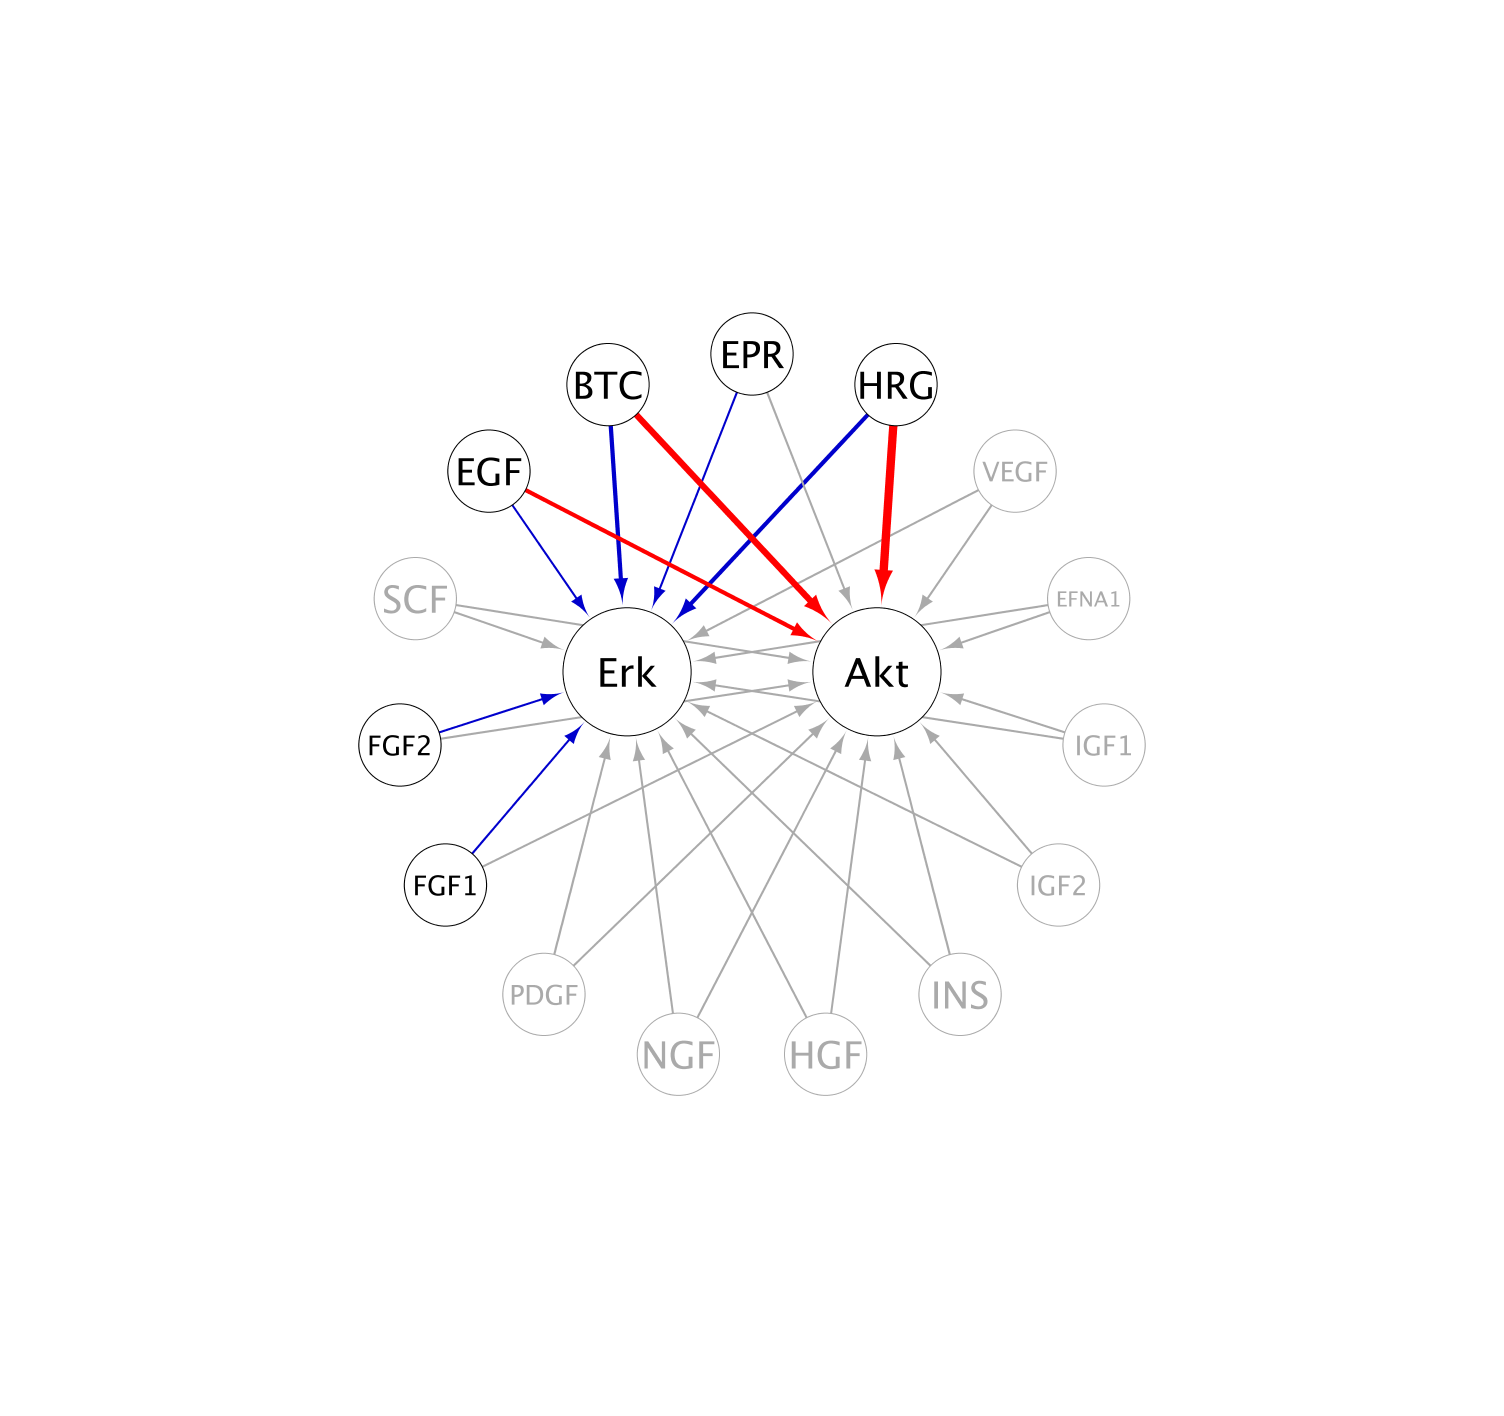 EPR
BTC
HRG
EGF
VEGF
SCF
EFNA1
Erk
Akt
FGF2
IGF1
FGF1
IGF2
PDGF
INS
NGF
HGF